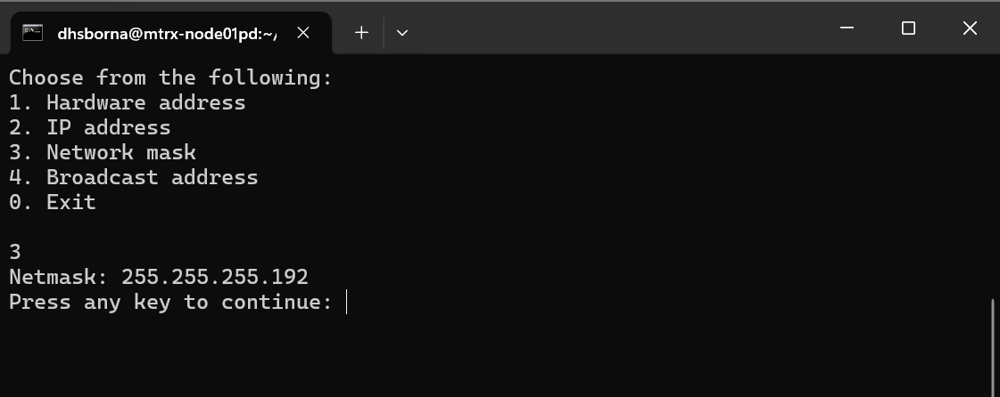 dhsborna@mtrx-node01pd:~/
Choose from the following:
1. Hardware address
2. IP address
3. Network mask
4. Broadcast address
0. Exit
3
Netmask: 255.255.255.192
Press any key to continue: